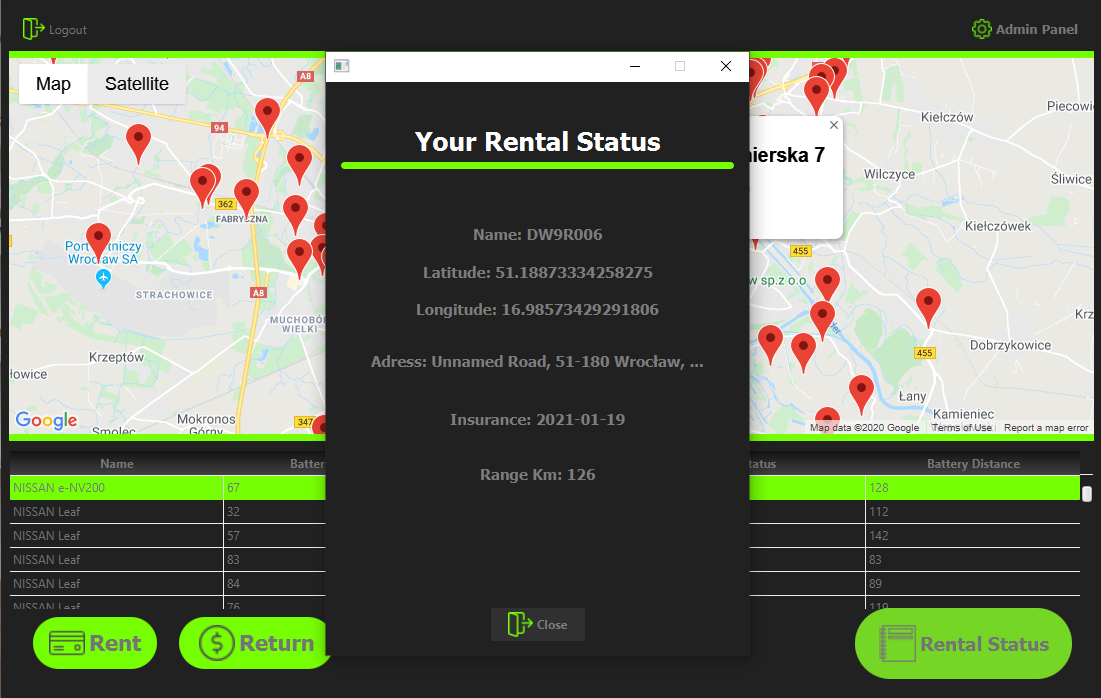 Logout
Admin Panel
Map
Satellite
A8
94
362
FABRYCZNA
Port
tniczy
Wrocław SA
STRACHOWICE
A8
MUCHOBÓ
WIELKI
Krzeptów
łowice
Google
Mokronos
Górny
Smolec
347
Your Rental Status
Name: DW9R006
Latitude: 51.18873334258275
Longitude: 16.98573429291806
Adress: Unnamed Road, 51-180 Wrocław, ...
Insurance: 2021-01-19
Range Km: 126
Close
nierska 7
Kiełczów
Piecowi
Wilczyce
Śliwice
Kiełczówek
455
w sp.z o.o
Krz
Dobrzykowice
455
Łany
Kamieniec
Map data ©2020 Google
Terms of Use
Report a map error
Name
Batter
tatus
Battery Distance
NISSAN e-NV200
67
128
NISSAN Leaf
32
112
NISSAN Leaf
57
142
NISSAN Leaf
83
83
NISSAN Leaf
84
89
NISSAN Leaf
76
119
Rent
Return
Rental Status